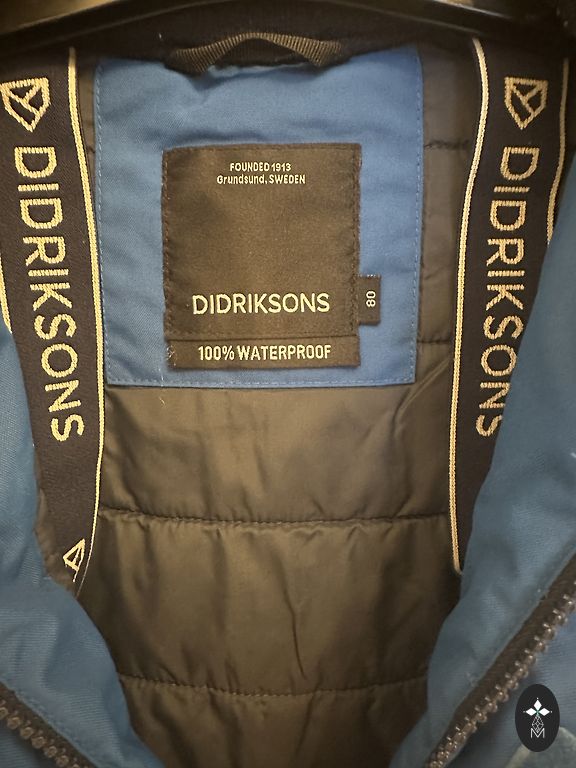 FOUNDED 1913
Grundsund, SWEDEN
DIDRIKSONS
80
100% WATERPROOF
DIDRIKSONS
DIDRIKSONS